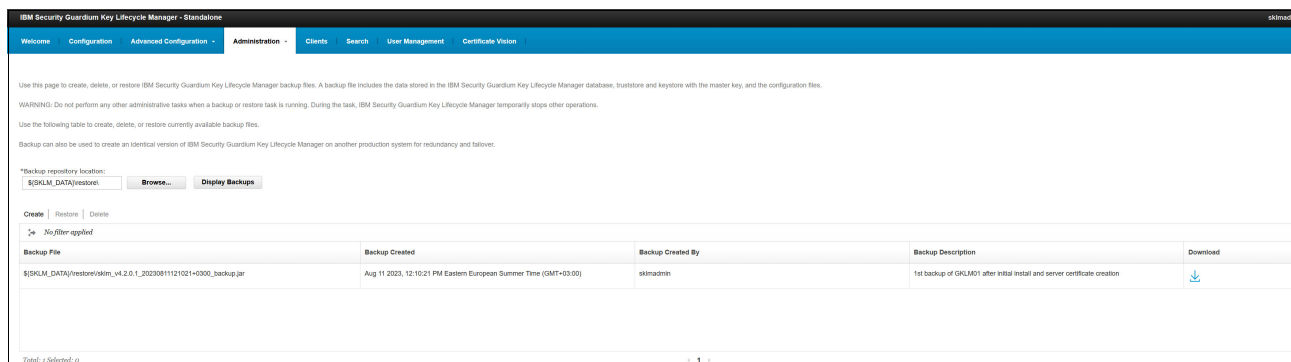 IBM Security Guardium Key Lifecycle Manager - Standalone
sklmad
Welcome Configuration Advanced Configuration Administration Clients Search User Management Certificate Vision
Use this page to create, delete, or restore IBM Security Guardium Key Lifecycle Manager backup files. A backup file includes the data stored in the IBM Security Guardium Key Lifecycle Manager database, truststore and keystore with the master key, and the configuration files.
WARNING: Do not perform any other administrative tasks when a backup or restore task is running. During the task, IBM Security Guardium Key Lifecycle Manager temporarily stops other operations.
Use the following table to create, delete, or restore currently available backup files.
Backup can also be used to create an identical version of IBM Security Guardium Key Lifecycle Manager on another production system for redundancy and failover.
*Backup repository location:
${SKLM_DATA}\restore\ Browse... Display Backups
Create | Restore | Delete
No filter applied
Backup File Backup Created Backup Created By Backup Description Download
${SKLM_DATA}/\restore\/sklm_v4.2.0.1_20230811121021+0300_backup.jar Aug 11 2023, 12:10:21 PM Eastern European Summer Time (GMT+03:00) sklmadmin 1st backup of GKLM01 after initial install and server certificate creation
Total: 1 Selected: 0 1